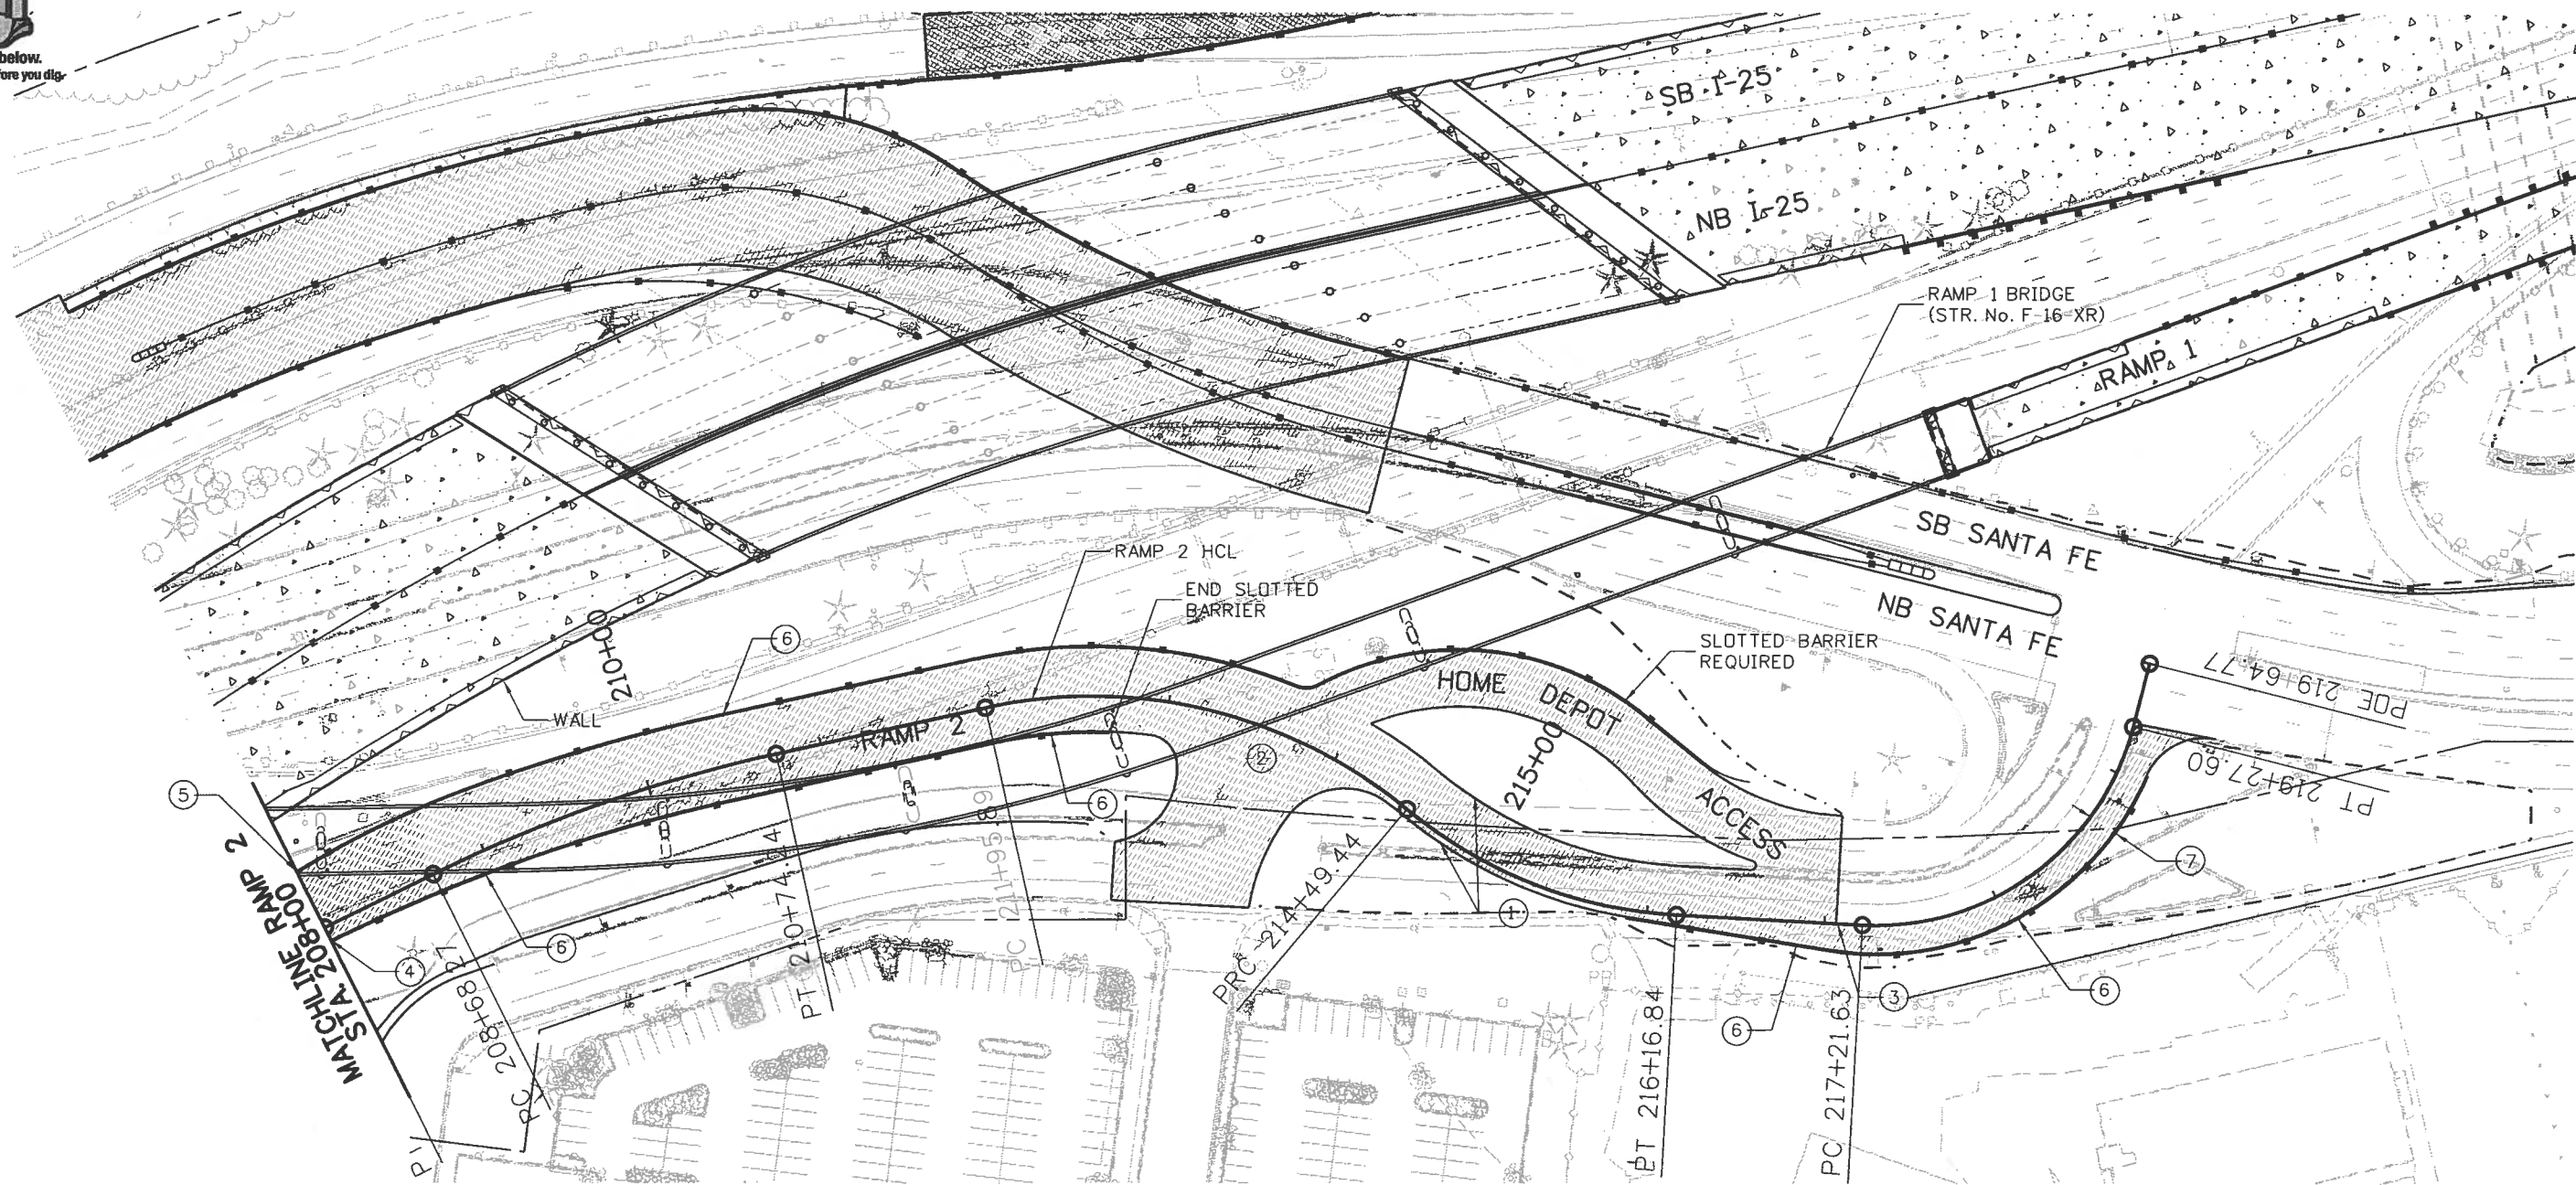 below.
fore you dig.
SB I-25
NB I-25
RAMP 1 BRIDGE
(STR. No. F-16-XR)
RAMP 1
SB SANTA FE
NB SANTA FE
RAMP 2 HCL
END SLOTTED
BARRIER
SLOTTED BARRIER
REQUIRED
6
210+00
WALL
RAMP 2
HOME DEPOT
ACCESS
215+00
2
5
6
POE 219+64.77
PT 219+27.60
7
MATCHLINE RAMP 2
STA. 208+00
4
6
1
3
6
6
PC 208+68.27
PT 210+74.44
PC 211+95.89
PRC 214+49.44
PT 216+16.84
PC 217+21.63